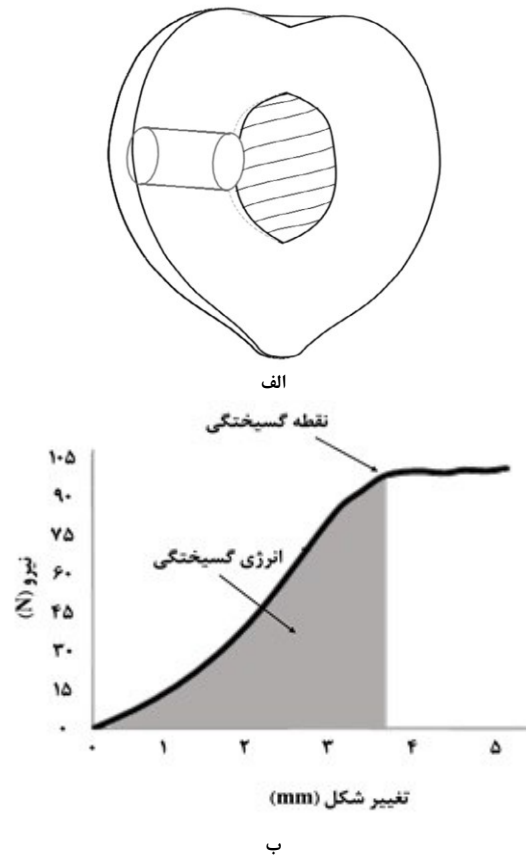 الف
نقطه گسیختگی
انرژی گسیختگی
نیرو (N)
۱۰۵
۹۰
۷۵
۶۰
۴۵
۳۰
۱۵
۰
۰ ۱ ۲ ۳ ۴ ۵
تغییر شکل (mm)
ب